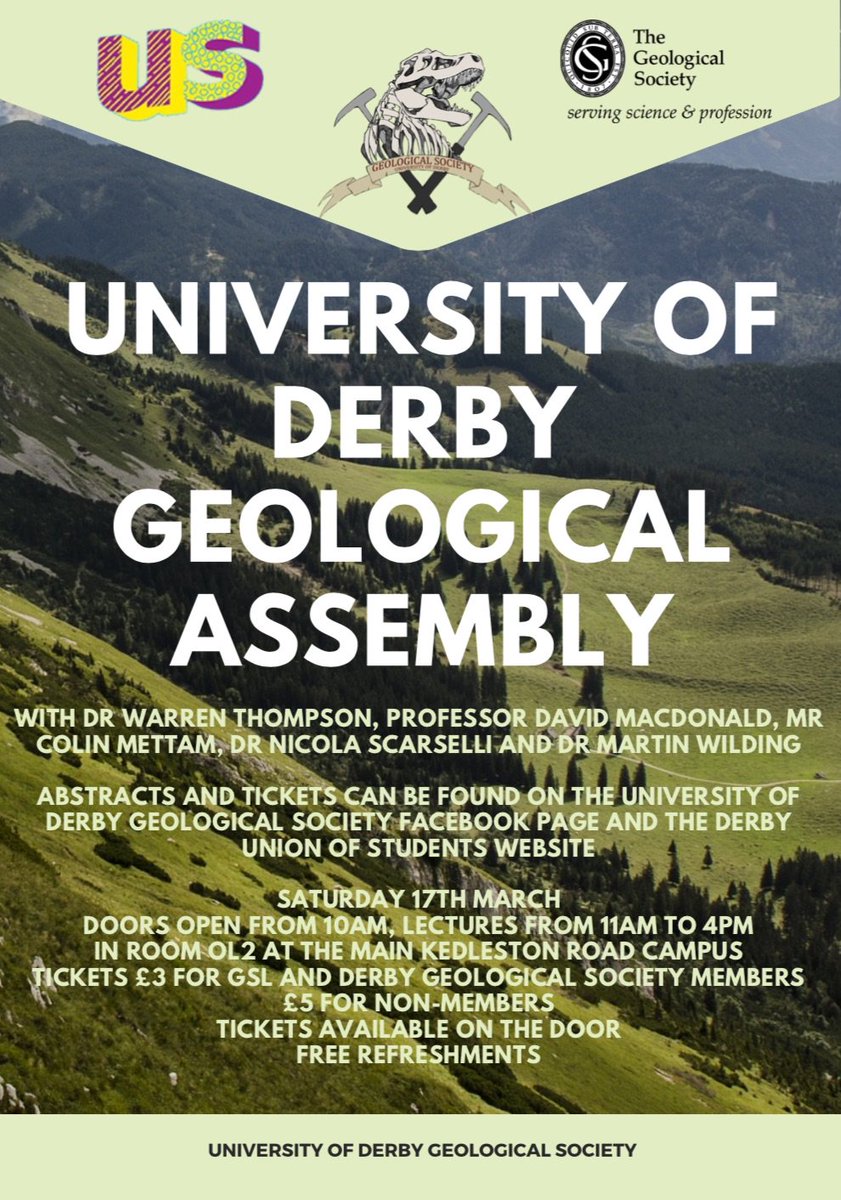 US
The
Geological
Society
serving science & profession
GEOLOGICAL SOCIETY
UNIVERSITY OF DERBY
UNIVERSITY OF
DERBY
GEOLOGICAL
ASSEMBLY
WITH DR WARREN THOMPSON, PROFESSOR DAVID MACDONALD, MR
COLIN METTAM, DR NICOLA SCARSELLI AND DR MARTIN WILDING
ABSTRACTS AND TICKETS CAN BE FOUND ON THE UNIVERSITY OF
DERBY GEOLOGICAL SOCIETY FACEBOOK PAGE AND THE DERBY
UNION OF STUDENTS WEBSITE
SATURDAY 17TH MARCH
DOORS OPEN FROM 10AM, LECTURES FROM 11AM TO 4PM
IN ROOM OL2 AT THE MAIN KEDLESTON ROAD CAMPUS
TICKETS £3 FOR GSL AND DERBY GEOLOGICAL SOCIETY MEMBERS
£5 FOR NON-MEMBERS
TICKETS AVAILABLE ON THE DOOR
FREE REFRESHMENTS
UNIVERSITY OF DERBY GEOLOGICAL SOCIETY